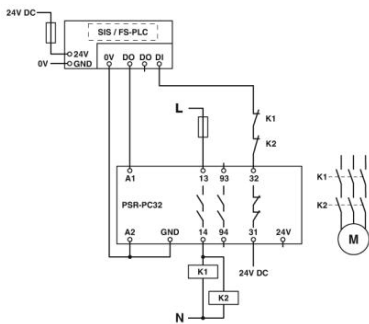 24V DC
SIS / FS-PLC
24V
0V GND
0V DO DO DI
L
K1
K2
A1 13 93 32
PSR-PC32
A2 GND 14 94 31 24V
K1
24V DC
K2
N
K1
K2
M